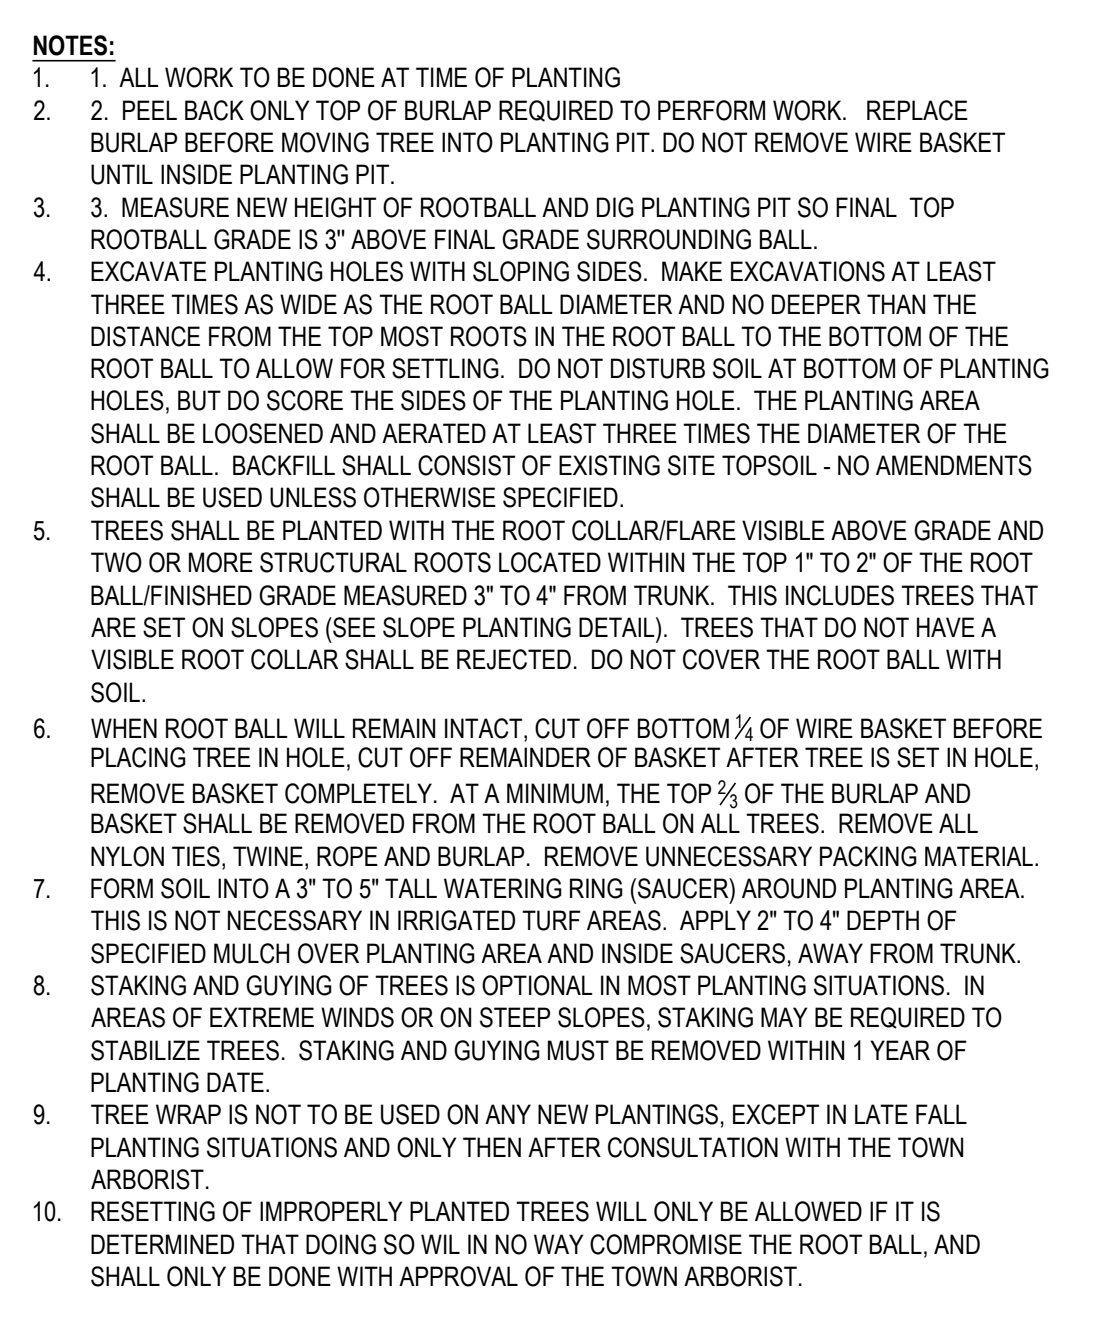 NOTES:
1. 1. ALL WORK TO BE DONE AT TIME OF PLANTING
2. 2. PEEL BACK ONLY TOP OF BURLAP REQUIRED TO PERFORM WORK. REPLACE
BURLAP BEFORE MOVING TREE INTO PLANTING PIT. DO NOT REMOVE WIRE BASKET
UNTIL INSIDE PLANTING PIT.
3. 3. MEASURE NEW HEIGHT OF ROOTBALL AND DIG PLANTING PIT SO FINAL TOP
ROOTBALL GRADE IS 3" ABOVE FINAL GRADE SURROUNDING BALL.
4. EXCAVATE PLANTING HOLES WITH SLOPING SIDES. MAKE EXCAVATIONS AT LEAST
THREE TIMES AS WIDE AS THE ROOT BALL DIAMETER AND NO DEEPER THAN THE
DISTANCE FROM THE TOP MOST ROOTS IN THE ROOT BALL TO THE BOTTOM OF THE
ROOT BALL TO ALLOW FOR SETTLING. DO NOT DISTURB SOIL AT BOTTOM OF PLANTING
HOLES, BUT DO SCORE THE SIDES OF THE PLANTING HOLE. THE PLANTING AREA
SHALL BE LOOSENED AND AERATED AT LEAST THREE TIMES THE DIAMETER OF THE
ROOT BALL. BACKFILL SHALL CONSIST OF EXISTING SITE TOPSOIL - NO AMENDMENTS
SHALL BE USED UNLESS OTHERWISE SPECIFIED.
5. TREES SHALL BE PLANTED WITH THE ROOT COLLAR/FLARE VISIBLE ABOVE GRADE AND
TWO OR MORE STRUCTURAL ROOTS LOCATED WITHIN THE TOP 1" TO 2" OF THE ROOT
BALL/FINISHED GRADE MEASURED 3" TO 4" FROM TRUNK. THIS INCLUDES TREES THAT
ARE SET ON SLOPES (SEE SLOPE PLANTING DETAIL). TREES THAT DO NOT HAVE A
VISIBLE ROOT COLLAR SHALL BE REJECTED. DO NOT COVER THE ROOT BALL WITH
SOIL.
6. WHEN ROOT BALL WILL REMAIN INTACT, CUT OFF BOTTOM ¼ OF WIRE BASKET BEFORE
PLACING TREE IN HOLE, CUT OFF REMAINDER OF BASKET AFTER TREE IS SET IN HOLE,
REMOVE BASKET COMPLETELY. AT A MINIMUM, THE TOP ⅔ OF THE BURLAP AND
BASKET SHALL BE REMOVED FROM THE ROOT BALL ON ALL TREES. REMOVE ALL
NYLON TIES, TWINE, ROPE AND BURLAP. REMOVE UNNECESSARY PACKING MATERIAL.
7. FORM SOIL INTO A 3" TO 5" TALL WATERING RING (SAUCER) AROUND PLANTING AREA.
THIS IS NOT NECESSARY IN IRRIGATED TURF AREAS. APPLY 2" TO 4" DEPTH OF
SPECIFIED MULCH OVER PLANTING AREA AND INSIDE SAUCERS, AWAY FROM TRUNK.
8. STAKING AND GUYING OF TREES IS OPTIONAL IN MOST PLANTING SITUATIONS. IN
AREAS OF EXTREME WINDS OR ON STEEP SLOPES, STAKING MAY BE REQUIRED TO
STABILIZE TREES. STAKING AND GUYING MUST BE REMOVED WITHIN 1 YEAR OF
PLANTING DATE.
9. TREE WRAP IS NOT TO BE USED ON ANY NEW PLANTINGS, EXCEPT IN LATE FALL
PLANTING SITUATIONS AND ONLY THEN AFTER CONSULTATION WITH THE TOWN
ARBORIST.
10. RESETTING OF IMPROPERLY PLANTED TREES WILL ONLY BE ALLOWED IF IT IS
DETERMINED THAT DOING SO WIL IN NO WAY COMPROMISE THE ROOT BALL, AND
SHALL ONLY BE DONE WITH APPROVAL OF THE TOWN ARBORIST.